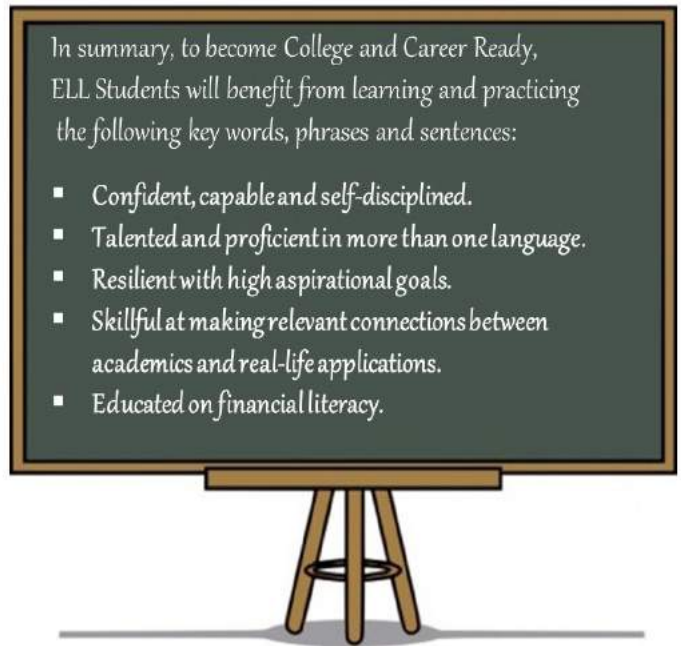 In summary, to become College and Career Ready,
ELL Students will benefit from learning and practicing
the following key words, phrases and sentences:
▪ Confident, capable and self-disciplined.
▪ Talented and proficient in more than one language.
▪ Resilient with high aspirational goals.
▪ Skillful at making relevant connections between
academics and real-life applications.
▪ Educated on financial literacy.